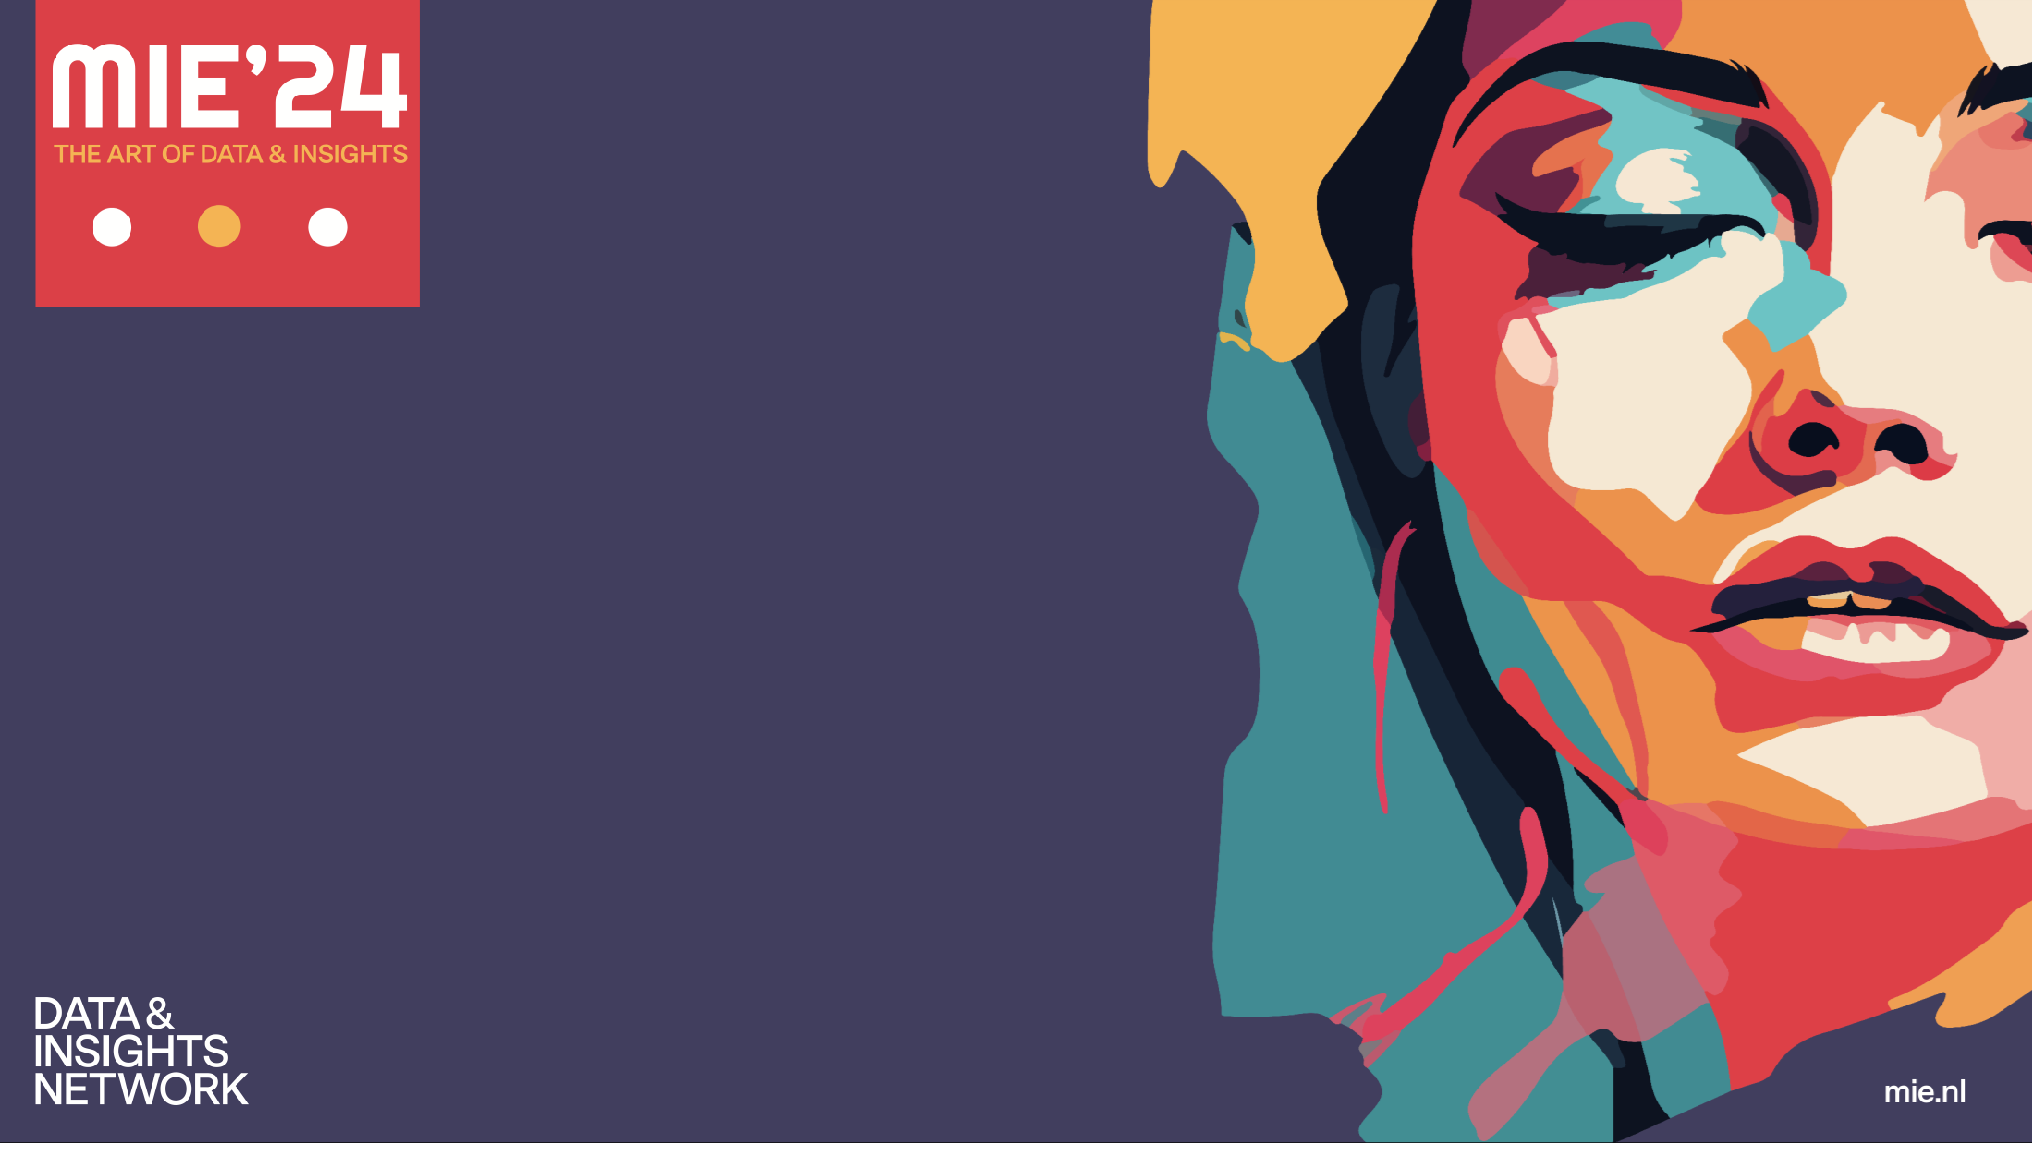 MIE’24
THE ART OF DATA & INSIGHTS
DATA &
INSIGHTS
NETWORK
mie.nl